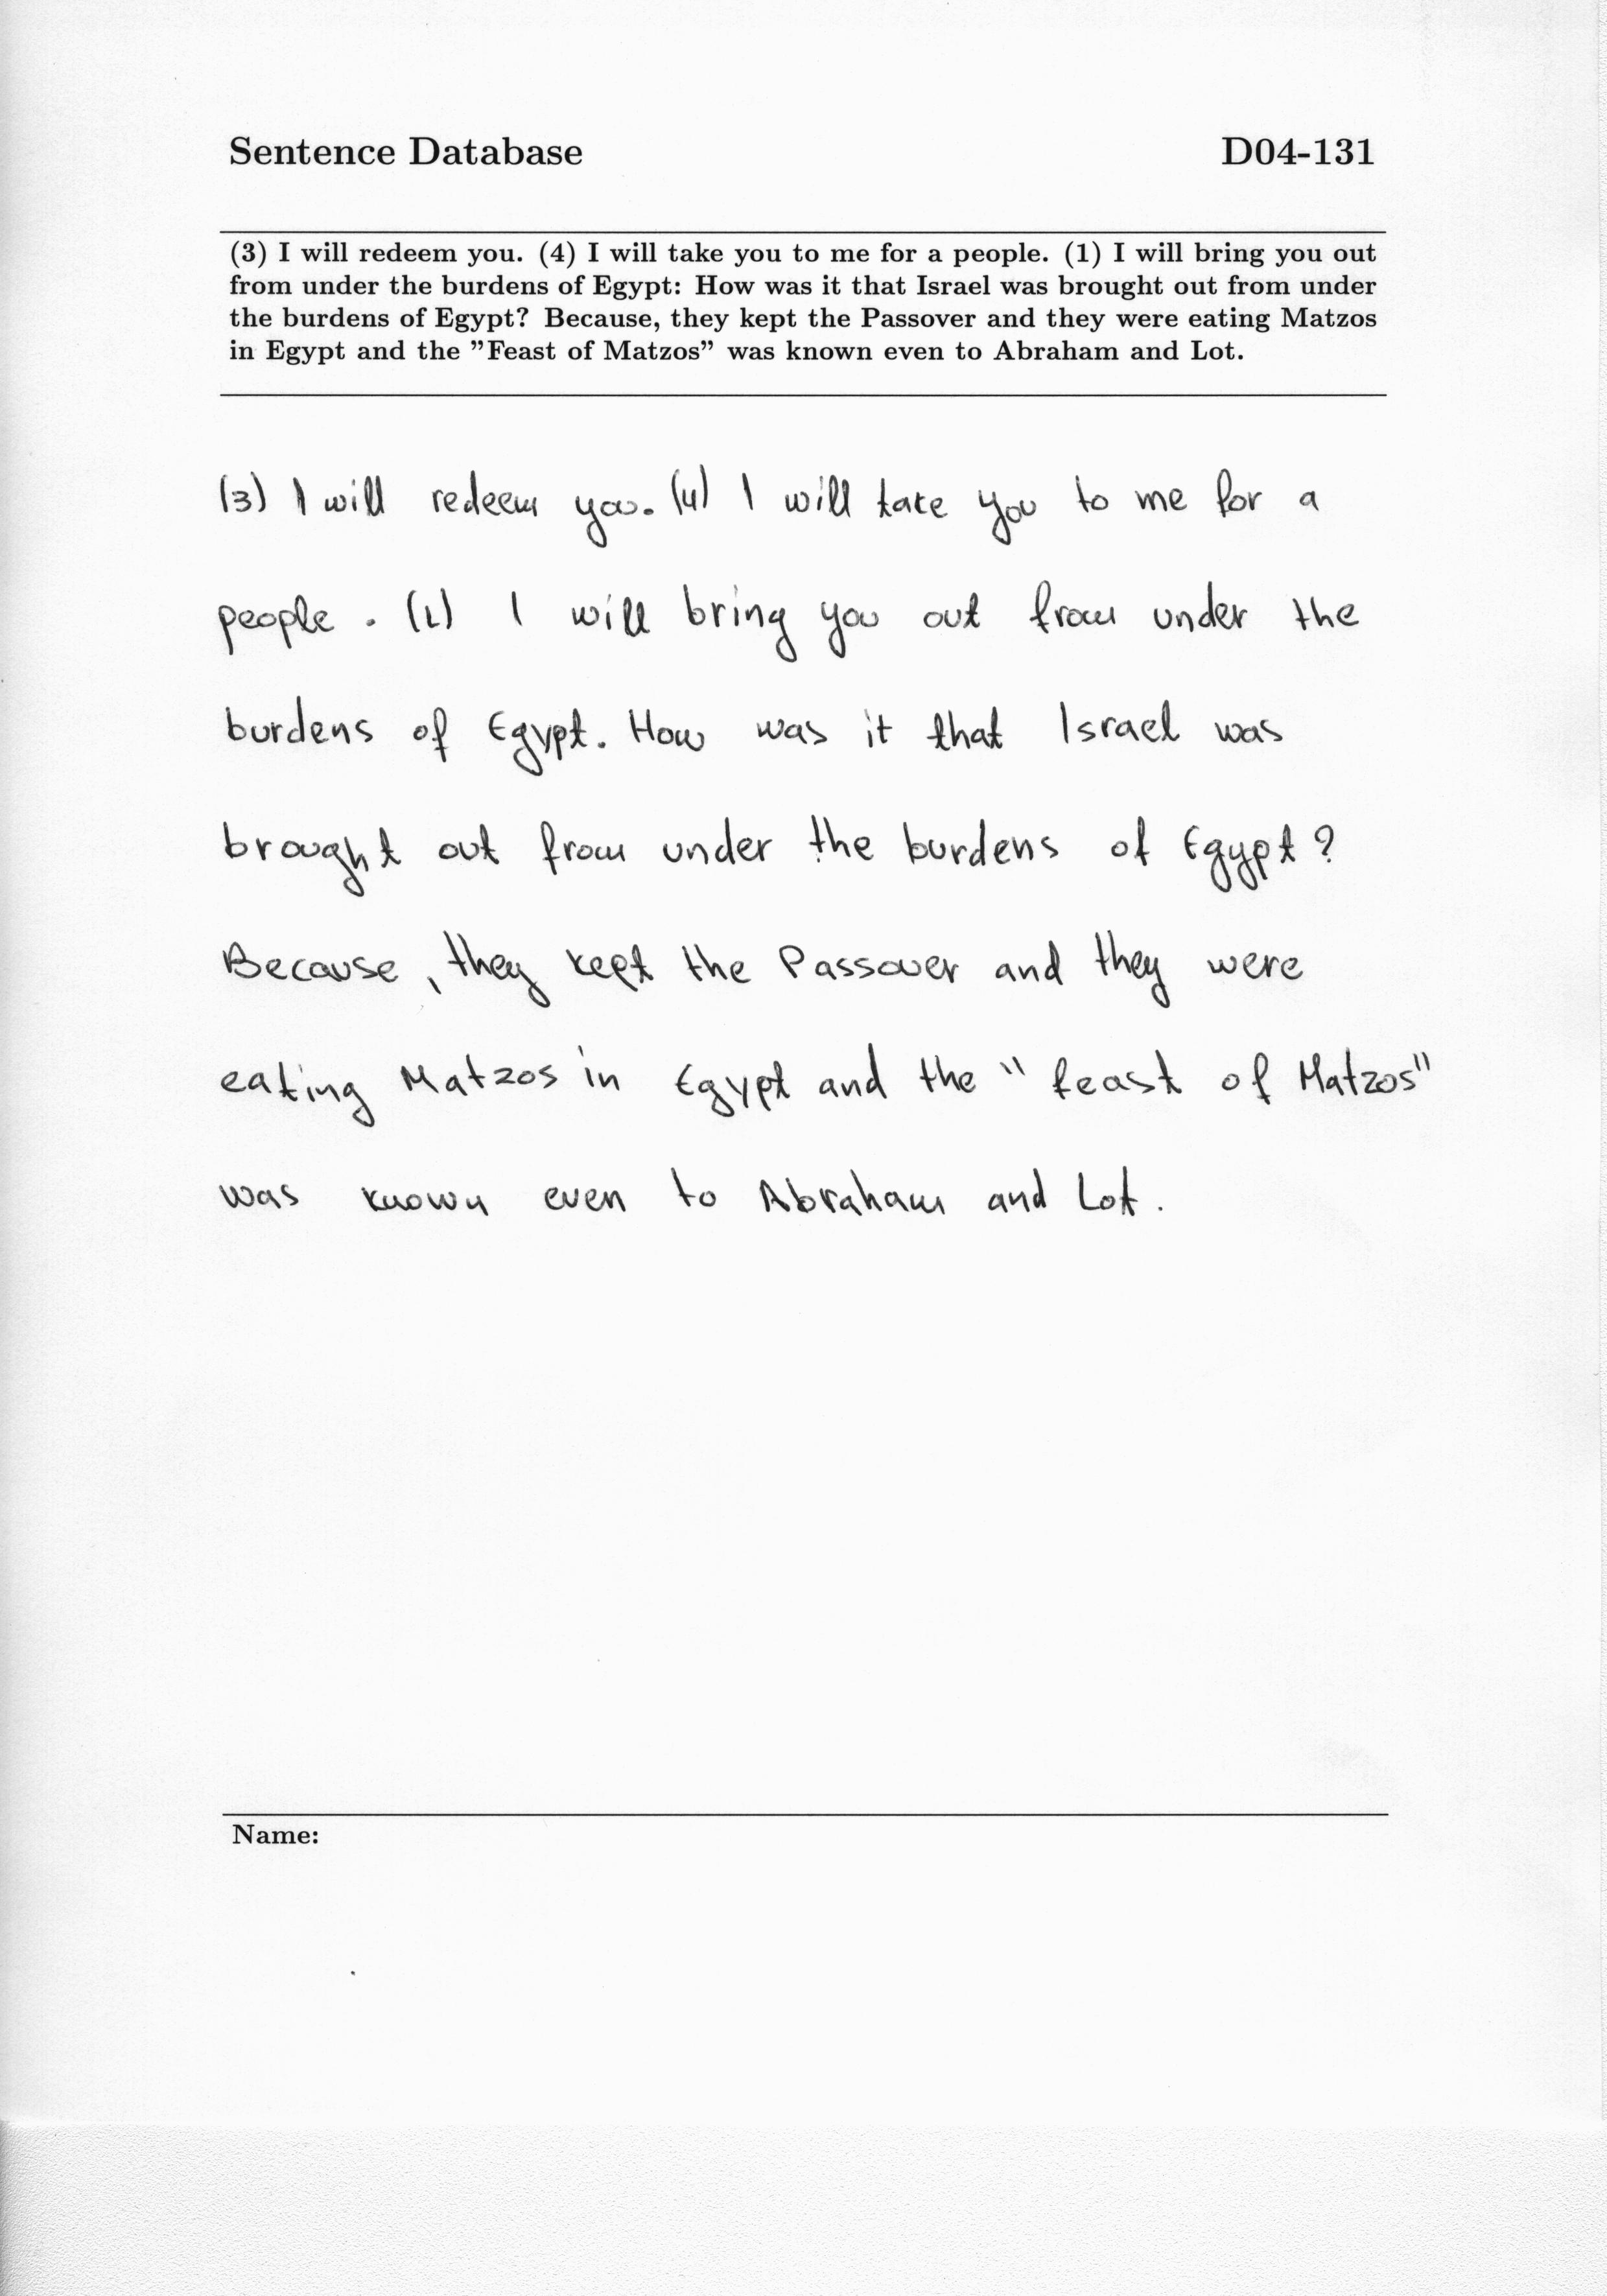 Sentence Database D04-131
(3) I will redeem you. (4) I will take you to me for a people. (1) I will bring you out
from under the burdens of Egypt: How was it that Israel was brought out from under
the burdens of Egypt? Because, they kept the Passover and they were eating Matzos
in Egypt and the ”Feast of Matzos” was known even to Abraham and Lot.
(3) I will redeem you. (4) I will take you to me for a
people. (1) I will bring you out from under the
burdens of Egypt. How was it that Israel was
brought out from under the burdens of Egypt?
Because, they kept the Passover and they were
eating Matzos in Egypt and the "feast of Matzos"
was known even to Abraham and Lot.
Name: